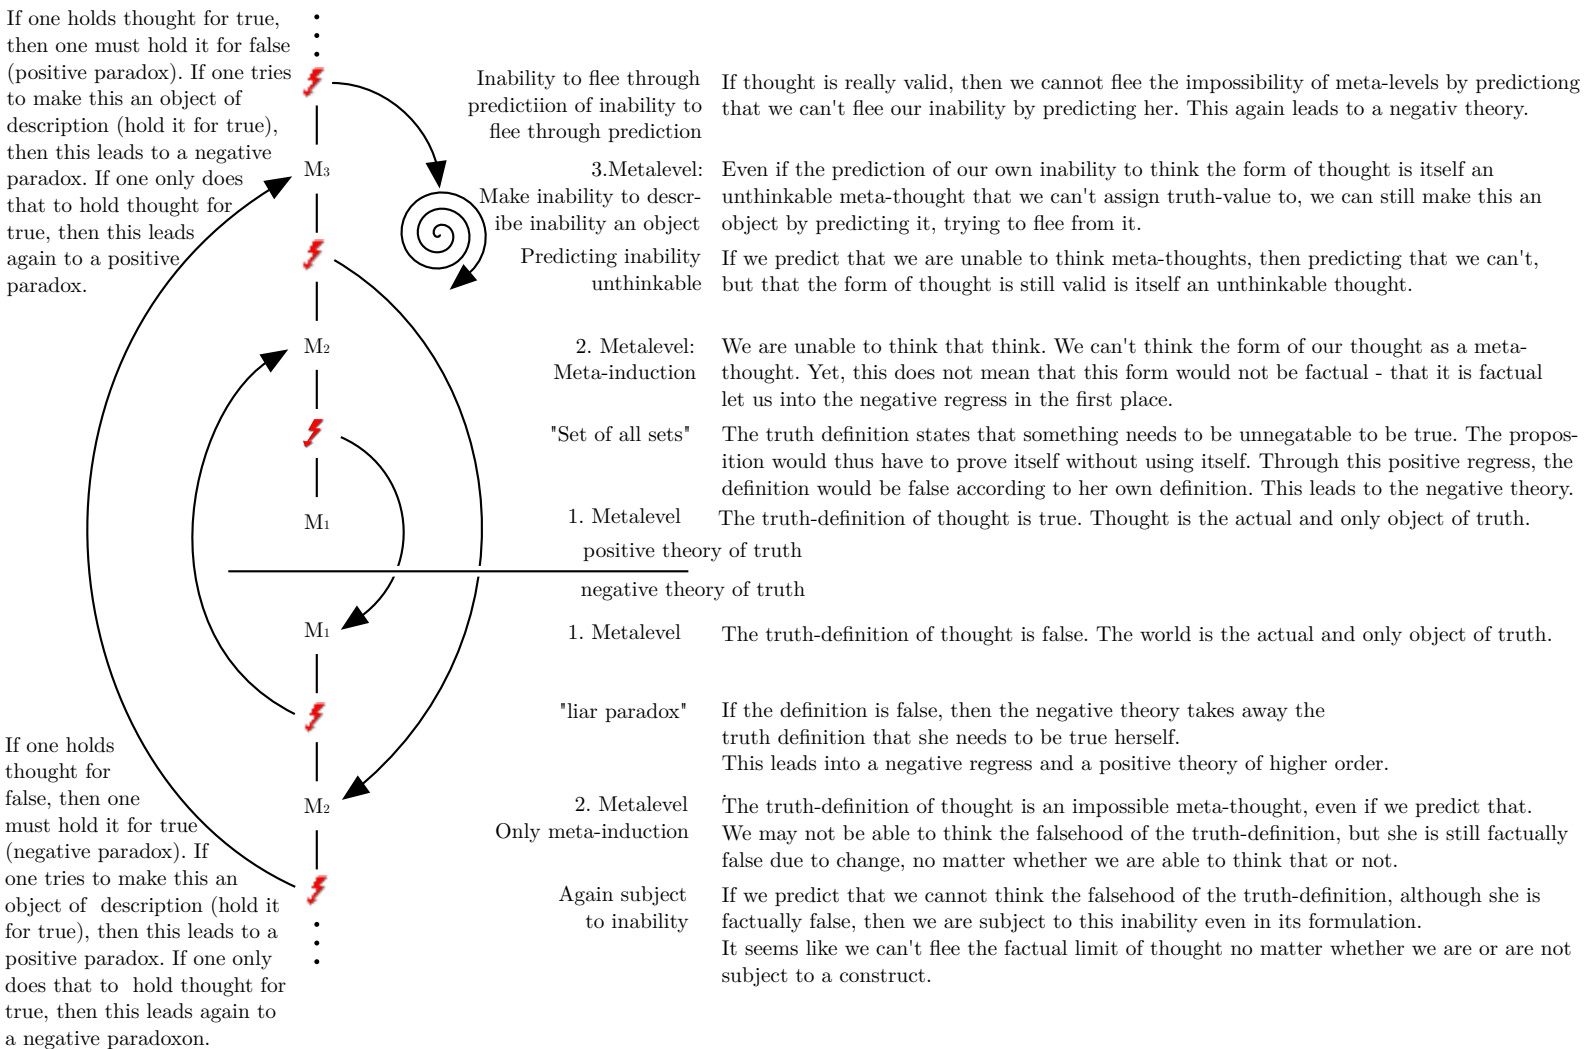 If one holds thought for true,
then one must hold it for false
(positive paradox). If one tries
to make this an object of
description (hold it for true),
then this leads to a negative
paradox. If one only does
that to hold thought for
true, then this leads
again to a positive
paradox.
Inability to flee through
predictiion of inability to
flee through prediction
If thought is really valid, then we cannot flee the impossibility of meta-levels by predictiong
that we can't flee our inability by predicting her. This again leads to a negativ theory.
M3
3.Metalevel:
Make inability to descr-
ibe inability an object
Even if the prediction of our own inability to think the form of thought is itself an
unthinkable meta-thought that we can't assign truth-value to, we can still make this an
object by predicting it, trying to flee from it.
Predicting inability
unthinkable
If we predict that we are unable to think meta-thoughts, then predicting that we can't,
but that the form of thought is still valid is itself an unthinkable thought.
M2
2. Metalevel:
Meta-induction
We are unable to think that think. We can't think the form of our thought as a meta-
thought. Yet, this does not mean that this form would not be factual - that it is factual
let us into the negative regress in the first place.
"Set of all sets"
The truth definition states that something needs to be unnegatable to be true. The propos-
ition would thus have to prove itself without using itself. Through this positive regress, the
definition would be false according to her own definition. This leads to the negative theory.
M1
1. Metalevel
The truth-definition of thought is true. Thought is the actual and only object of truth.
positive theory of truth
negative theory of truth
M1
1. Metalevel
The truth-definition of thought is false. The world is the actual and only object of truth.
"liar paradox"
If the definition is false, then the negative theory takes away the
truth definition that she needs to be true herself.
This leads into a negative regress and a positive theory of higher order.
M2
2. Metalevel
Only meta-induction
The truth-definition of thought is an impossible meta-thought, even if we predict that.
We may not be able to think the falsehood of the truth-definition, but she is still factually
false due to change, no matter whether we are able to think that or not.
Again subject
to inability
If we predict that we cannot think the falsehood of the truth-definition, although she is
factually false, then we are subject to this inability even in its formulation.
It seems like we can't flee the factual limit of thought no matter whether we are or are not
subject to a construct.
If one holds
thought for
false, then one
must hold it for true
(negative paradox). If
one tries to make this an
object of description (hold it
for true), then this leads to a
positive paradox. If one only
does that to hold thought for
true, then this leads again to
a negative paradoxon.